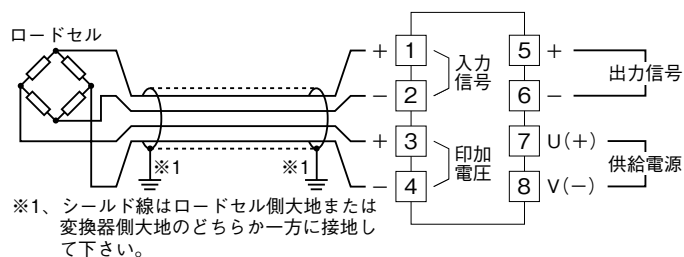 ロードセル
+ 1 入力 5 +
信号 出力信号
- 2 6 -
+ 3 印加 7 U(+)
電圧 供給電源
- 4 8 V(-)
※1 ※1
※1、シールド線はロードセル側大地または
変換器側大地のどちらか一方に接地し
て下さい。